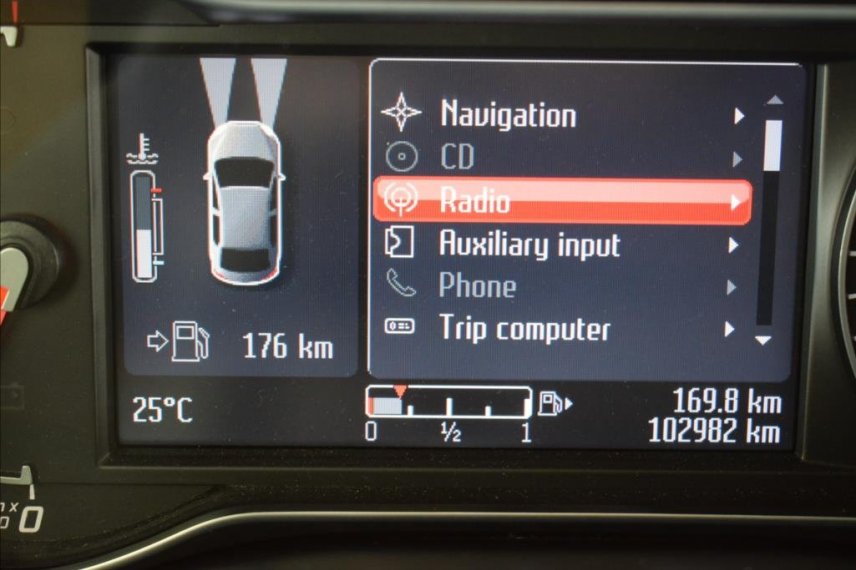 Navigation
CD
Radio
Auxiliary input
Phone
Trip computer
176 km
25°C
0 ½ 1
169.8 km
102982 km
0